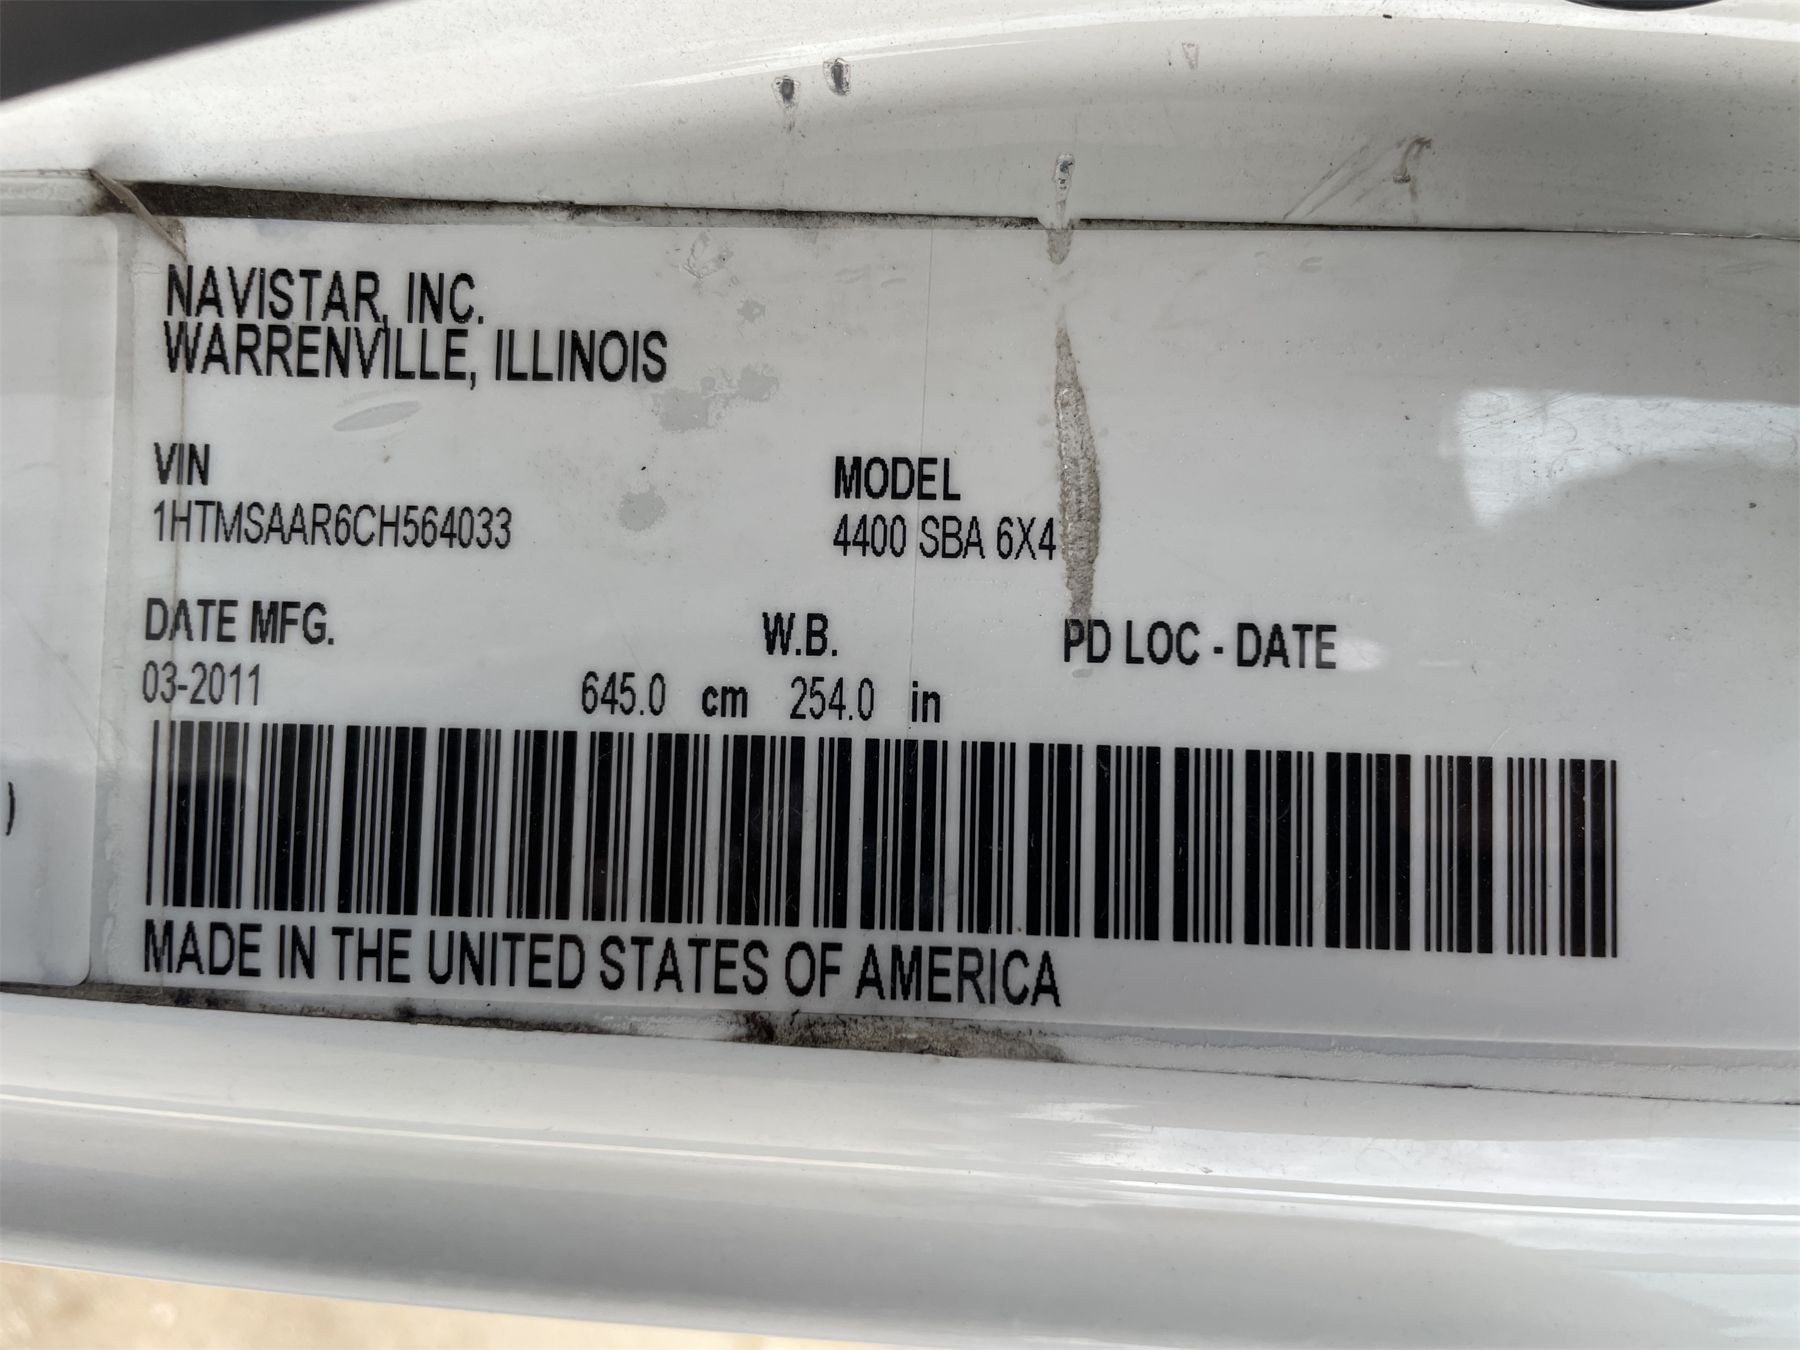 NAVISTAR, INC.
WARRENVILLE, ILLINOIS
VIN MODEL
1HTMSAAR6CH564033 4400 SBA 6X4
DATE MFG. W.B. PD LOC - DATE
03-2011 645.0 cm 254.0 in
MADE IN THE UNITED STATES OF AMERICA
)